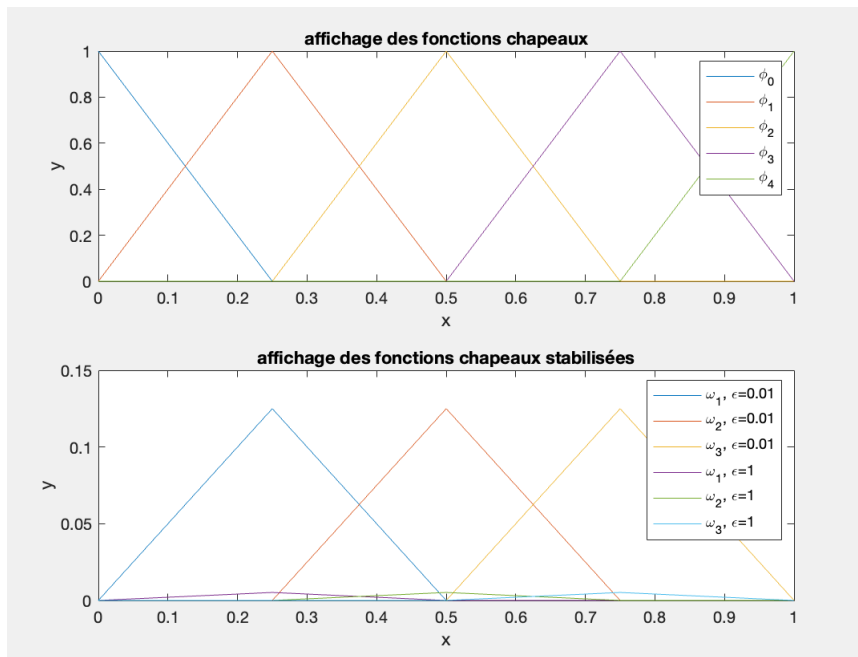 affichage des fonctions chapeaux
1
0.8
0.6
0.4
0.2
0
y
ϕ0
ϕ1
ϕ2
ϕ3
ϕ4
0 0.1 0.2 0.3 0.4 0.5 0.6 0.7 0.8 0.9 1
x
affichage des fonctions chapeaux stabilisées
0.15
0.1
0.05
0
y
ω1, ϵ=0.01
ω2, ϵ=0.01
ω3, ϵ=0.01
ω1, ϵ=1
ω2, ϵ=1
ω3, ϵ=1
0 0.1 0.2 0.3 0.4 0.5 0.6 0.7 0.8 0.9 1
x